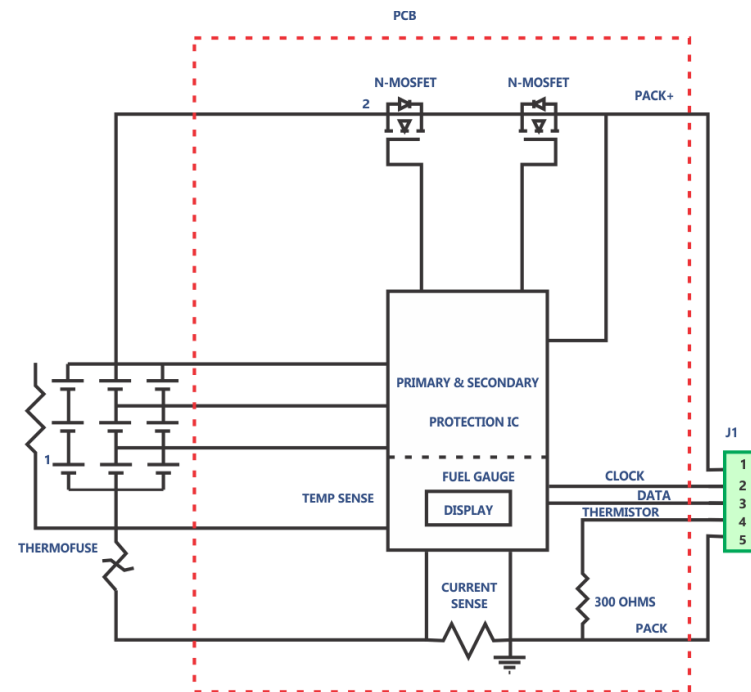 PCB
N-MOSFET
N-MOSFET
2
PACK+
PRIMARY & SECONDARY
PROTECTION IC
J1
1
1
CLOCK
2
FUEL GAUGE
DATA
3
TEMP SENSE
DISPLAY
THERMISTOR
4
5
THERMOFUSE
CURRENT
SENSE
300 OHMS
PACK